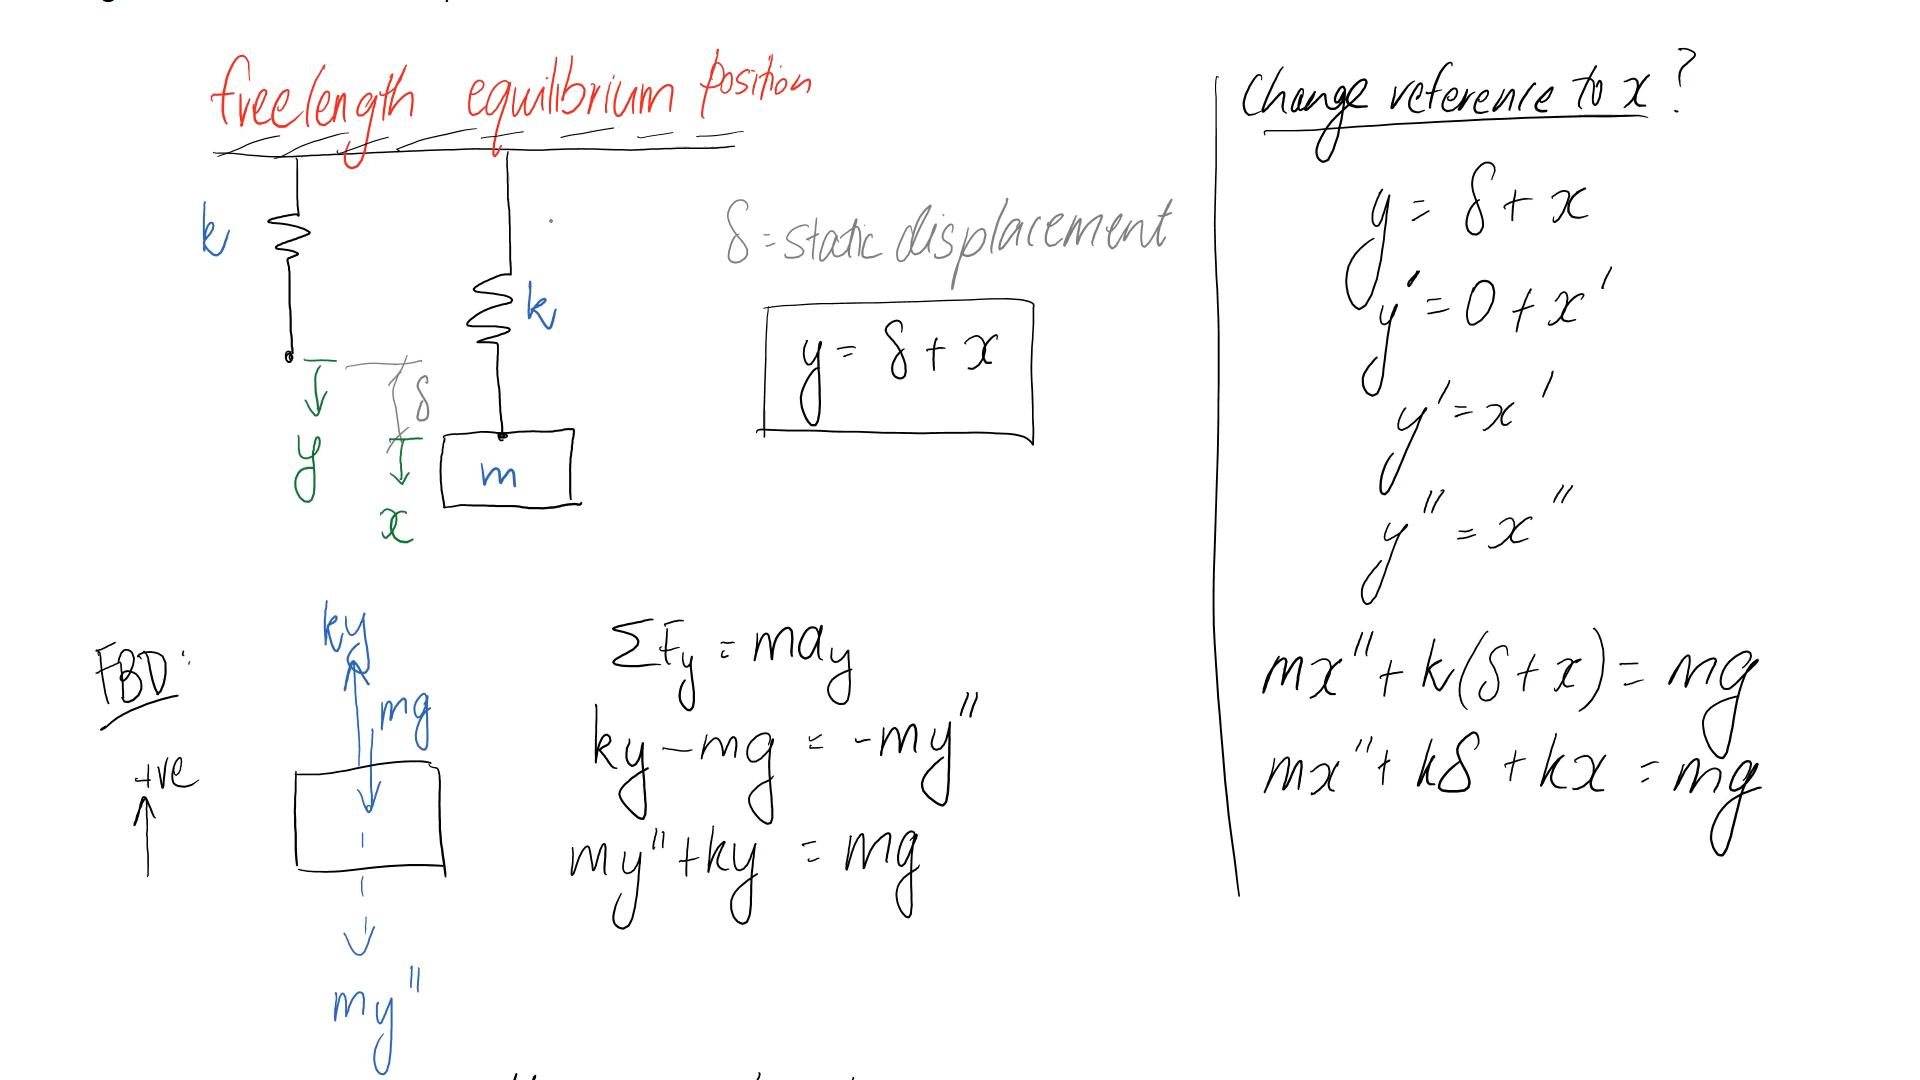 freelength equilibrium position
k
k
δ = static displacement
y = δ + x
δ
y
x
m
FBD:
+ve
ky
mg
my"
ΣFy = may
ky - mg = -my"
my" + ky = mg
Change reference to x?
y = δ + x
y' = 0 + x'
y' = x'
y" = x"
mx" + k(δ + x) = mg
mx" + kδ + kx = mg